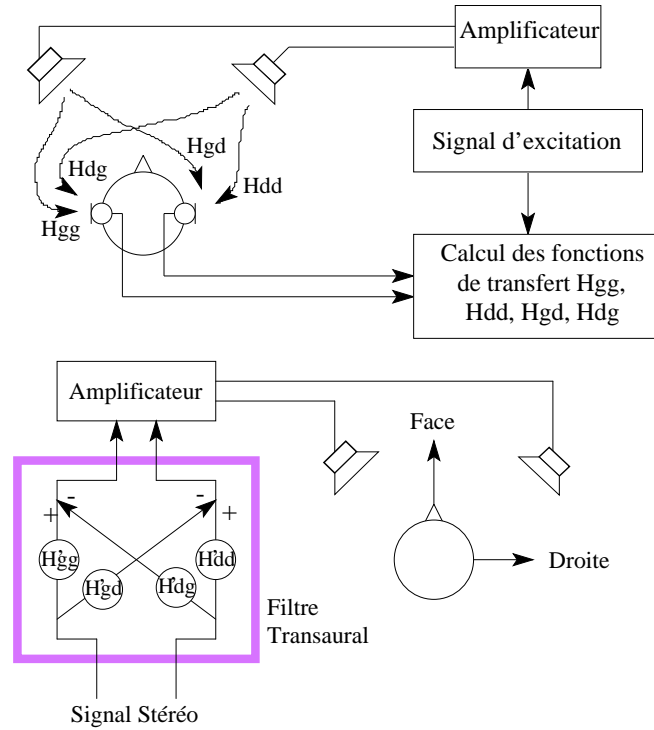 Amplificateur
Signal d'excitation
Hgd
Hdg
Hdd
Hgg
Calcul des fonctions
de transfert Hgg,
Hdd, Hgd, Hdg
Amplificateur
Face
- -
+ +
H'gg H'dd
H'gd H'dg
Droite
Filtre
Transaural
Signal Stéréo